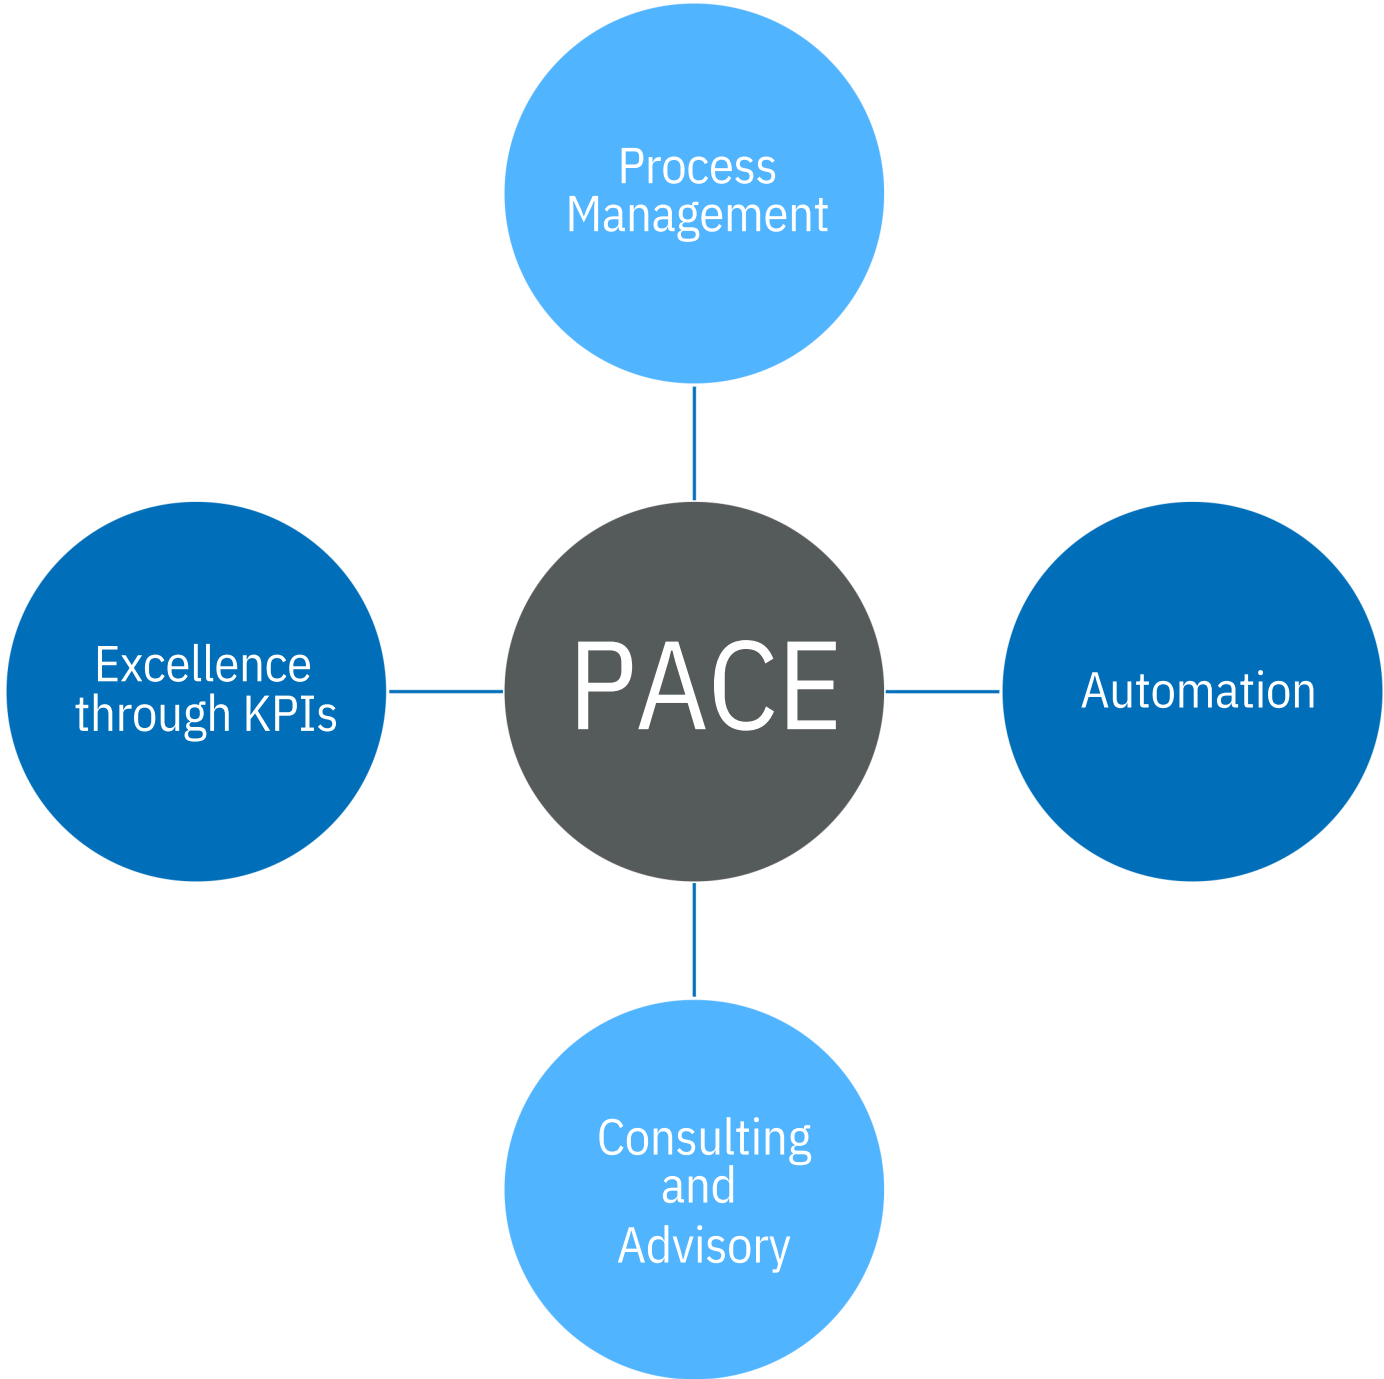 Process
Management
Excellence
through KPIs
PACE
Automation
Consulting
and
Advisory